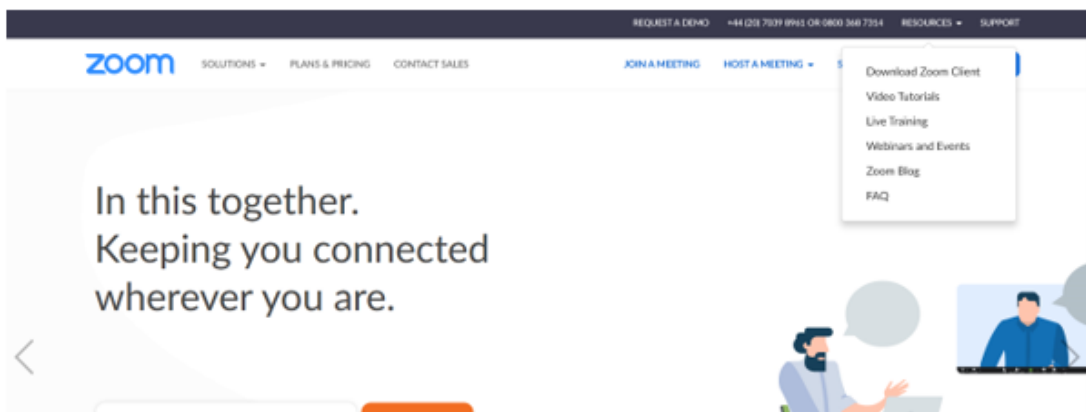 REQUEST A DEMO +44 (20) 7039 8961 OR 0800 368 7314 RESOURCES SUPPORT
zoom SOLUTIONS PLANS & PRICING CONTACT SALES JOIN A MEETING HOST A MEETING
Download Zoom Client
Video Tutorials
Live Training
Webinars and Events
Zoom Blog
FAQ
In this together.
Keeping you connected
wherever you are.